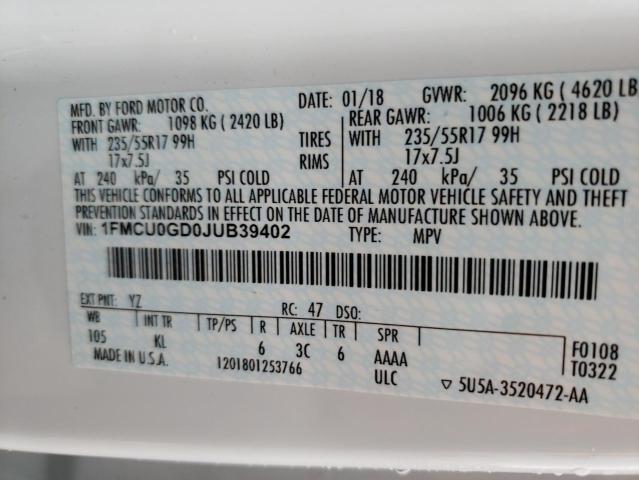 MFD. BY FORD MOTOR CO.
DATE: 01/18 GVWR: 2096 KG ( 4620 LB
FRONT GAWR: 1098 KG ( 2420 LB) REAR GAWR: 1006 KG ( 2218 LB)
WITH 235/55R17 99H TIRES WITH 235/55R17 99H
17x7.5J RIMS 17x7.5J
AT 240 kPa/ 35 PSI COLD AT 240 kPa/ 35 PSI COLD
THIS VEHICLE CONFORMS TO ALL APPLICABLE FEDERAL MOTOR VEHICLE SAFETY AND THEFT
PREVENTION STANDARDS IN EFFECT ON THE DATE OF MANUFACTURE SHOWN ABOVE.
VIN: 1FMCU0GD0JUB39402 TYPE: MPV
EXT PNT: YZ RC: 47 DSO:
WB INT TR TP/PS R AXLE TR SPR
105 KL 6 3C 6 AAAA
F0108
MADE IN U.S.A. 1201801253766 ULC
T0322
▽ 5U5A-3520472-AA